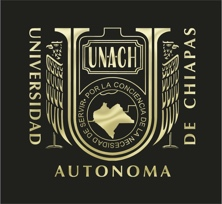 UNIVERSIDAD
UNACH
POR LA CONCIENCIA DE LA NECESIDAD DE SERVIR
AUTONOMA
DE CHIAPAS